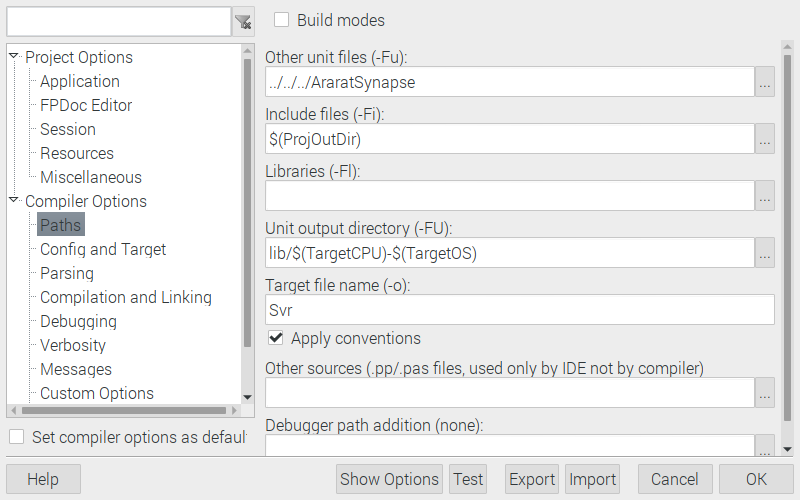 Build modes
Project Options
Application
FPDoc Editor
Session
Resources
Miscellaneous
Compiler Options
Paths
Config and Target
Parsing
Compilation and Linking
Debugging
Verbosity
Messages
Custom Options
Set compiler options as defaul
Other unit files (-Fu):
../../../AraratSynapse
...
Include files (-Fi):
$(ProjOutDir)
...
Libraries (-Fl):
...
Unit output directory (-FU):
lib/$(TargetCPU)-$(TargetOS)
...
Target file name (-o):
Svr
Apply conventions
Other sources (.pp/.pas files, used only by IDE not by compiler)
...
Debugger path addition (none):
...
Help
Show Options
Test
Export
Import
Cancel
OK